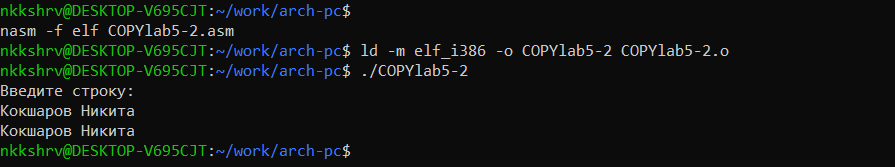 nkkshrv@DESKTOP-V695CJT:~/work/arch-pc$
nasm -f elf COPYlab5-2.asm
nkkshrv@DESKTOP-V695CJT:~/work/arch-pc$ ld -m elf_i386 -o COPYlab5-2 COPYlab5-2.o
nkkshrv@DESKTOP-V695CJT:~/work/arch-pc$ ./COPYlab5-2
Введите строку:
Кокшаров Никита
Кокшаров Никита
nkkshrv@DESKTOP-V695CJT:~/work/arch-pc$